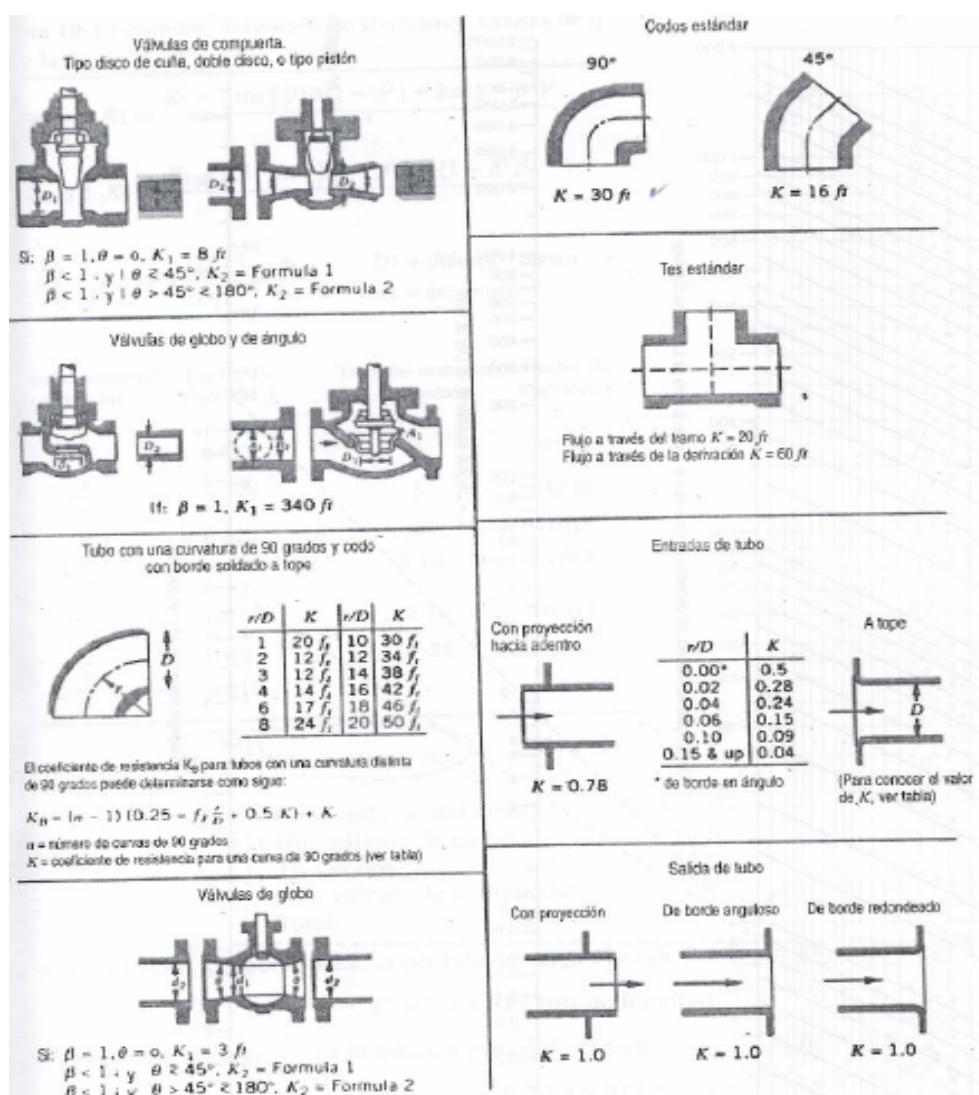 Válvulas de compuerta.
Tipo disco de cuña, doble disco, o tipo pistón
D₁
D₂
Si: β = 1, θ = 0, K₁ = 8 ft
β < 1 y θ ≷ 45°, K₂ = Formula 1
β < 1 y θ > 45° ≷ 180°, K₂ = Formula 2
Válvulas de globo y de ángulo
D₂
D₁
If: β = 1, K₁ = 340 ft
Tubo con una curvatura de 90 grados y codo
con borde soldado a tope
D
r
r/D K r/D K
1 20 ft 10 30 ft
2 12 ft 12 34 ft
3 12 ft 14 38 ft
4 14 ft 16 42 ft
6 17 ft 18 46 ft
8 24 ft 20 50 ft
El coeficiente de resistencia K_B para tubos con una curvatura distinta
de 90 grados puede determinarse como sigue:
n = número de curvas de 90 grados
K = coeficiente de resistencia para una curva de 90 grados (ver tabla)
Válvulas de globo
d₂ d₁ d₂
Si: β = 1, θ = 0, K₁ = 3 ft
β < 1 y θ ≷ 45°, K₂ = Formula 1
β < 1 y θ > 45° ≷ 180°, K₂ = Formula 2
Codos estándar
90° 45°
K = 30 ft K = 16 ft
Tes estándar
Flujo a través del tramo K = 20 ft
Flujo a través de la derivación K = 60 ft
Entradas de tubo
Con proyección
hacia adentro
K = 0.78
r/D K
0.00* 0.5
0.02 0.28
0.04 0.24
0.06 0.15
0.10 0.09
0.15 & up 0.04
* de borde en ángulo
A tope
D
(Para conocer el valor
de K, ver tabla)
Salida de tubo
Con proyección De borde anguloso De borde redondeado
K = 1.0 K = 1.0 K = 1.0